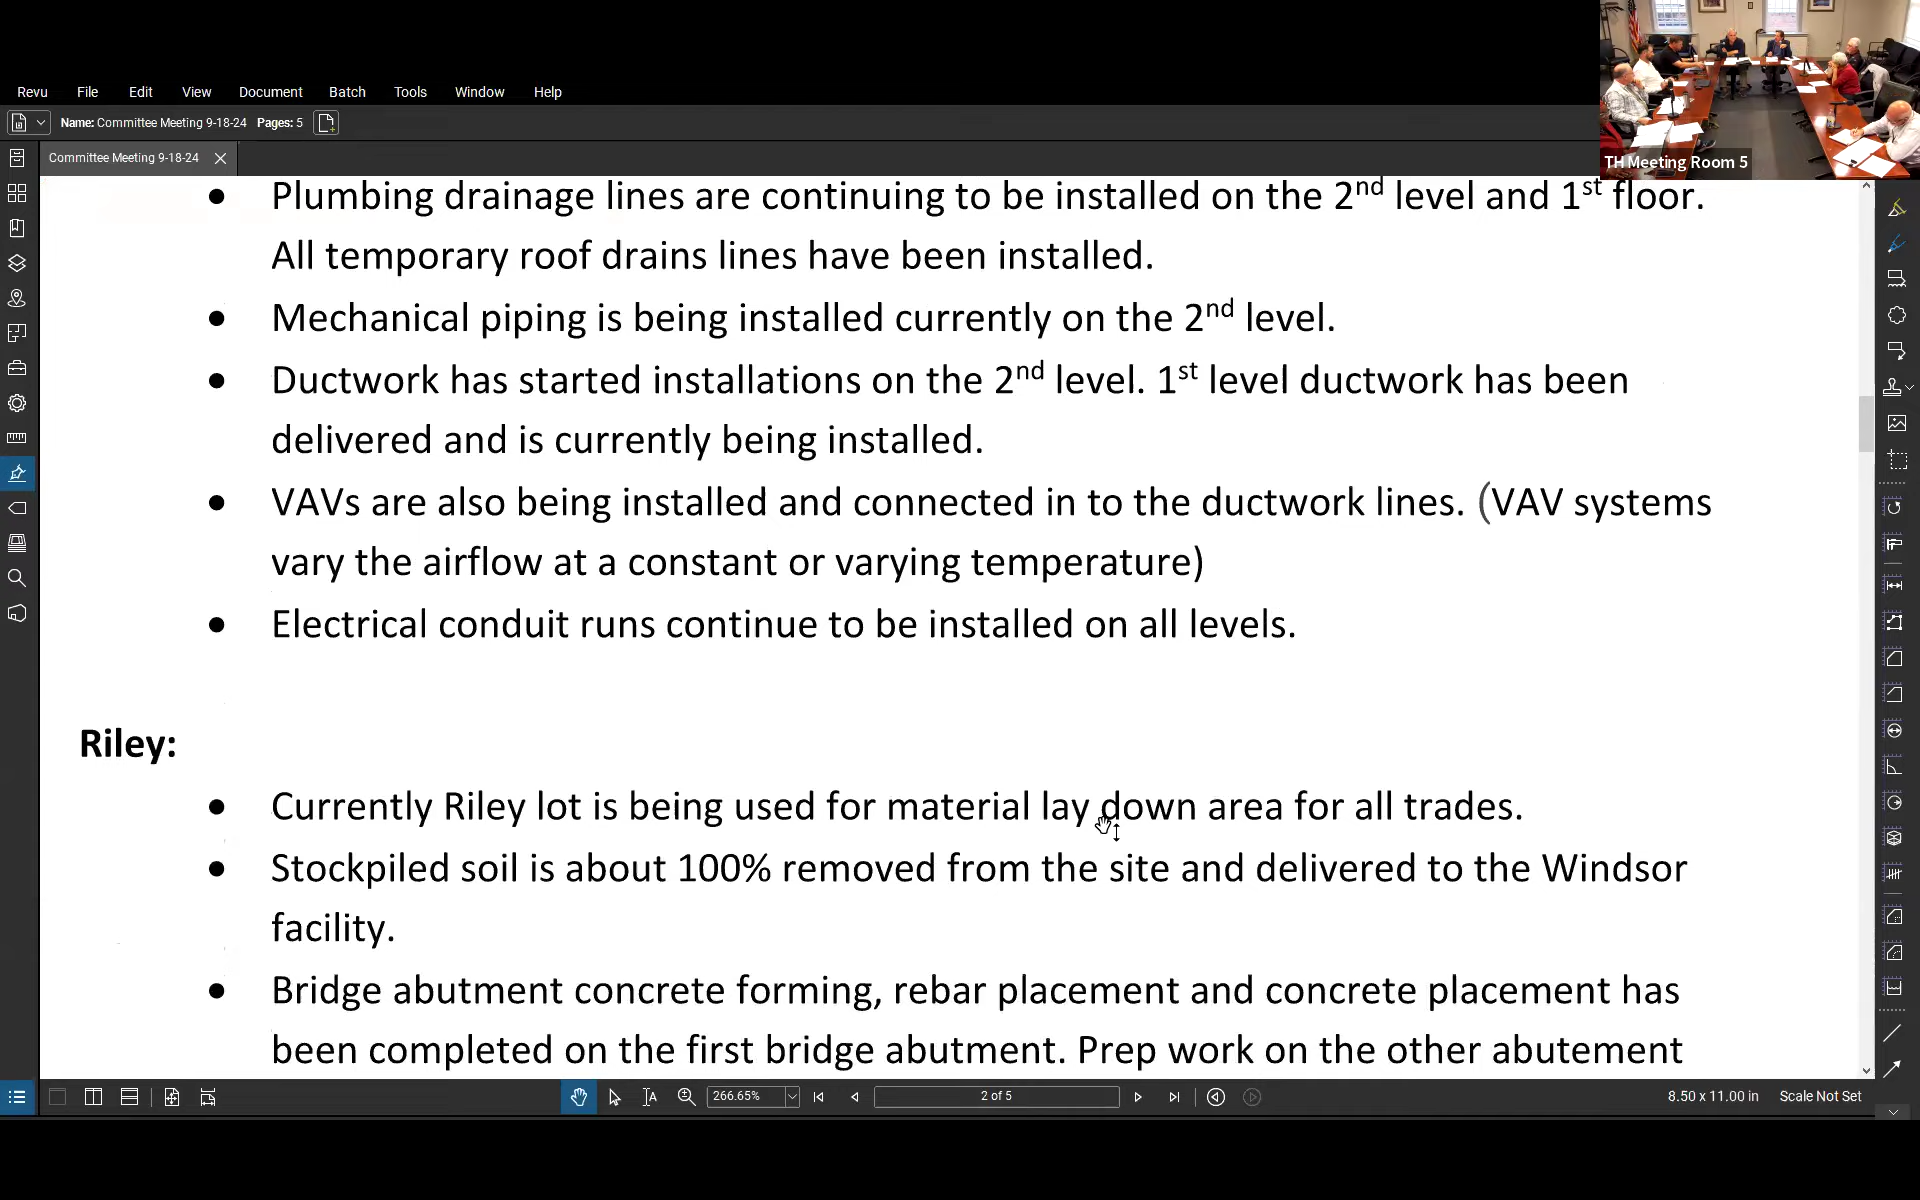 TH Meeting Room 5
Revu File Edit View Document Batch Tools Window Help
Name: Committee Meeting 9-18-24 Pages: 5
Committee Meeting 9-18-24
• Plumbing drainage lines are continuing to be installed on the 2nd level and 1st floor.
All temporary roof drains lines have been installed.
• Mechanical piping is being installed currently on the 2nd level.
• Ductwork has started installations on the 2nd level. 1st level ductwork has been
delivered and is currently being installed.
• VAVs are also being installed and connected in to the ductwork lines. (VAV systems
vary the airflow at a constant or varying temperature)
• Electrical conduit runs continue to be installed on all levels.
Riley:
• Currently Riley lot is being used for material lay down area for all trades.
• Stockpiled soil is about 100% removed from the site and delivered to the Windsor
facility.
• Bridge abutment concrete forming, rebar placement and concrete placement has
been completed on the first bridge abutment. Prep work on the other abutement
266.65% 2 of 5 8.50 x 11.00 in Scale Not Set